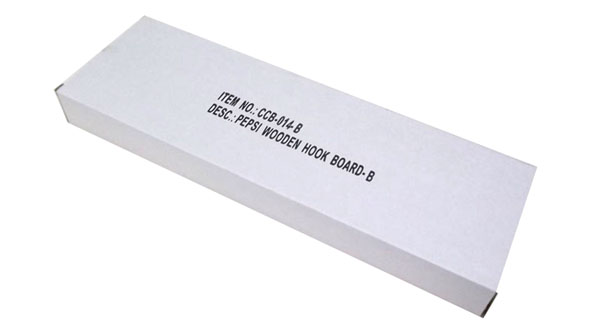 ITEM NO.: CCB-014-B
DESC.: PEPSI WOODEN HOOK BOARD- B